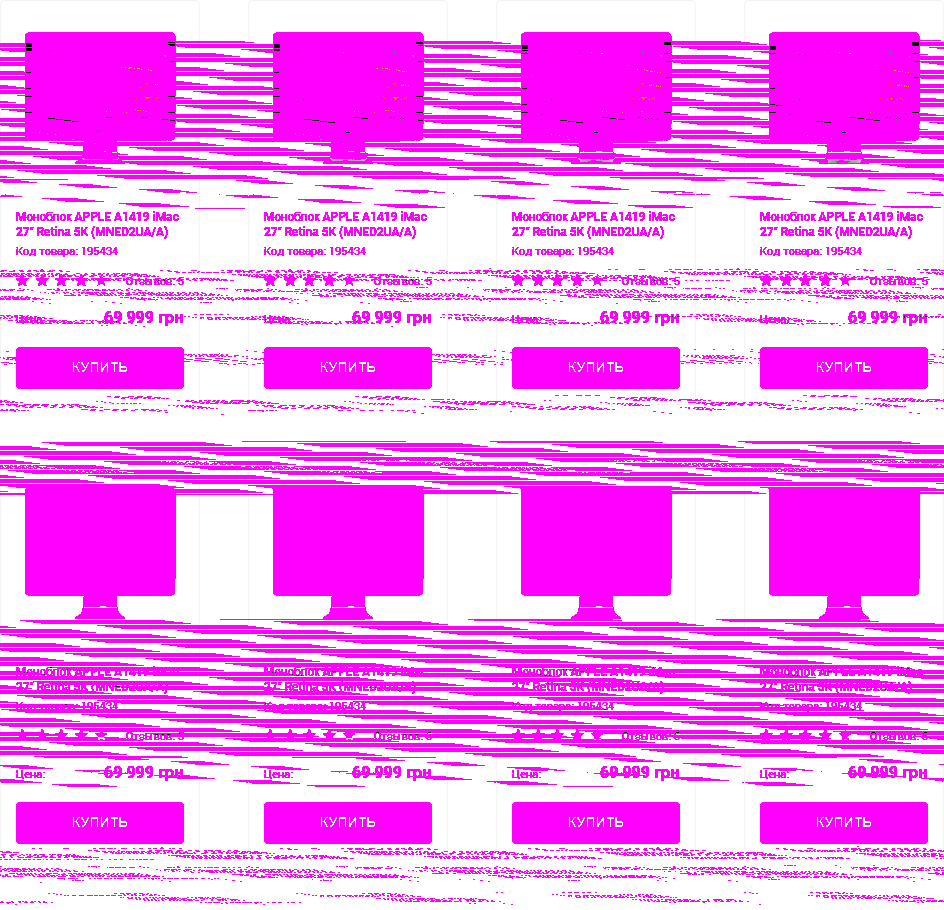 Моноблок APPLE A1419 iMac
27" Retina 5K (MNED2UA/A)
Код товара: 195434
Отзывов: 5
Цена: 69 999 грн
КУПИТЬ
Моноблок APPLE A1419 iMac
27" Retina 5K (MNED2UA/A)
Код товара: 195434
Отзывов: 5
Цена: 69 999 грн
КУПИТЬ
Моноблок APPLE A1419 iMac
27" Retina 5K (MNED2UA/A)
Код товара: 195434
Отзывов: 5
Цена: 69 999 грн
КУПИТЬ
Моноблок APPLE A1419 iMac
27" Retina 5K (MNED2UA/A)
Код товара: 195434
Отзывов: 5
Цена: 69 999 грн
КУПИТЬ
Моноблок APPLE A1419 iMac
27" Retina 5K (MNED2UA/A)
Код товара: 195434
Отзывов: 5
Цена: 69 999 грн
КУПИТЬ
Моноблок APPLE A1419 iMac
27" Retina 5K (MNED2UA/A)
Код товара: 195434
Отзывов: 5
Цена: 69 999 грн
КУПИТЬ
Моноблок APPLE A1419 iMac
27" Retina 5K (MNED2UA/A)
Код товара: 195434
Отзывов: 5
Цена: 69 999 грн
КУПИТЬ
Моноблок APPLE A1419 iMac
27" Retina 5K (MNED2UA/A)
Код товара: 195434
Отзывов: 5
Цена: 69 999 грн
КУПИТЬ